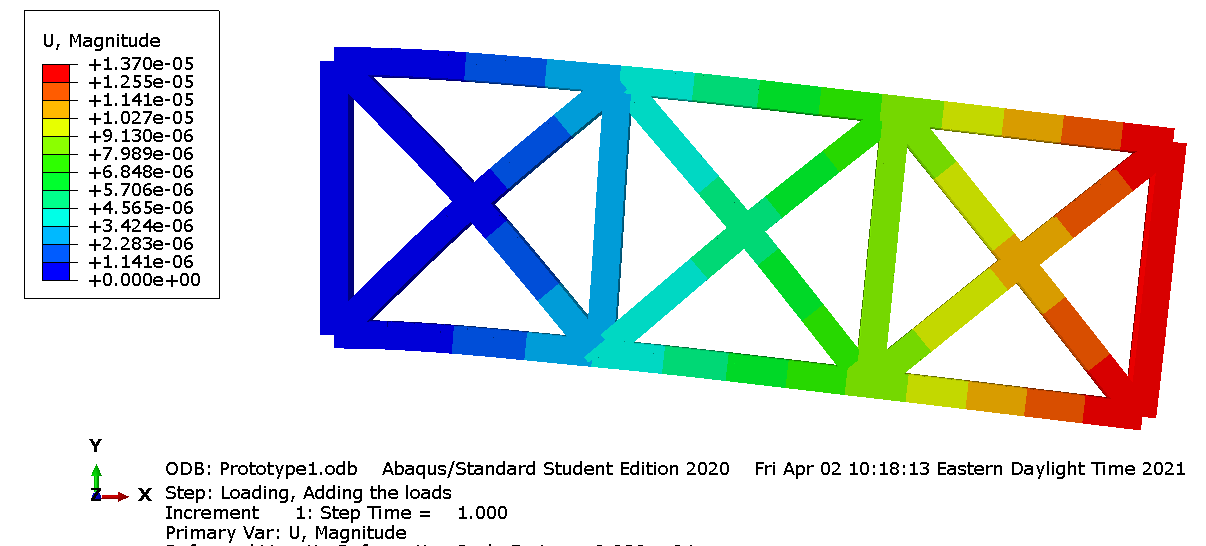 U, Magnitude
+1.370e-05
+1.255e-05
+1.141e-05
+1.027e-05
+9.130e-06
+7.989e-06
+6.848e-06
+5.706e-06
+4.565e-06
+3.424e-06
+2.283e-06
+1.141e-06
+0.000e+00
Y
Z X
ODB: Prototype1.odb Abaqus/Standard Student Edition 2020 Fri Apr 02 10:18:13 Eastern Daylight Time 2021
Step: Loading, Adding the loads
Increment 1: Step Time = 1.000
Primary Var: U, Magnitude